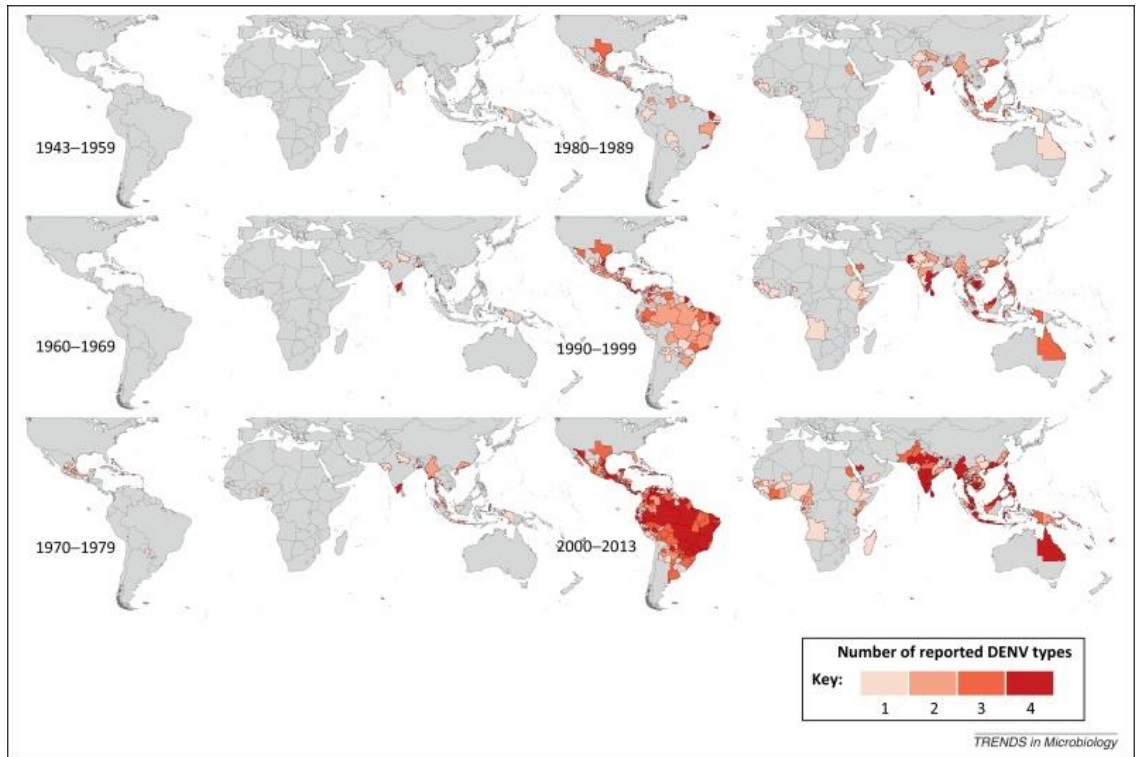 1943–1959
1980–1989
1960–1969
1990–1999
1970–1979
2000–2013
Number of reported DENV types
Key:
1 2 3 4
TRENDS in Microbiology